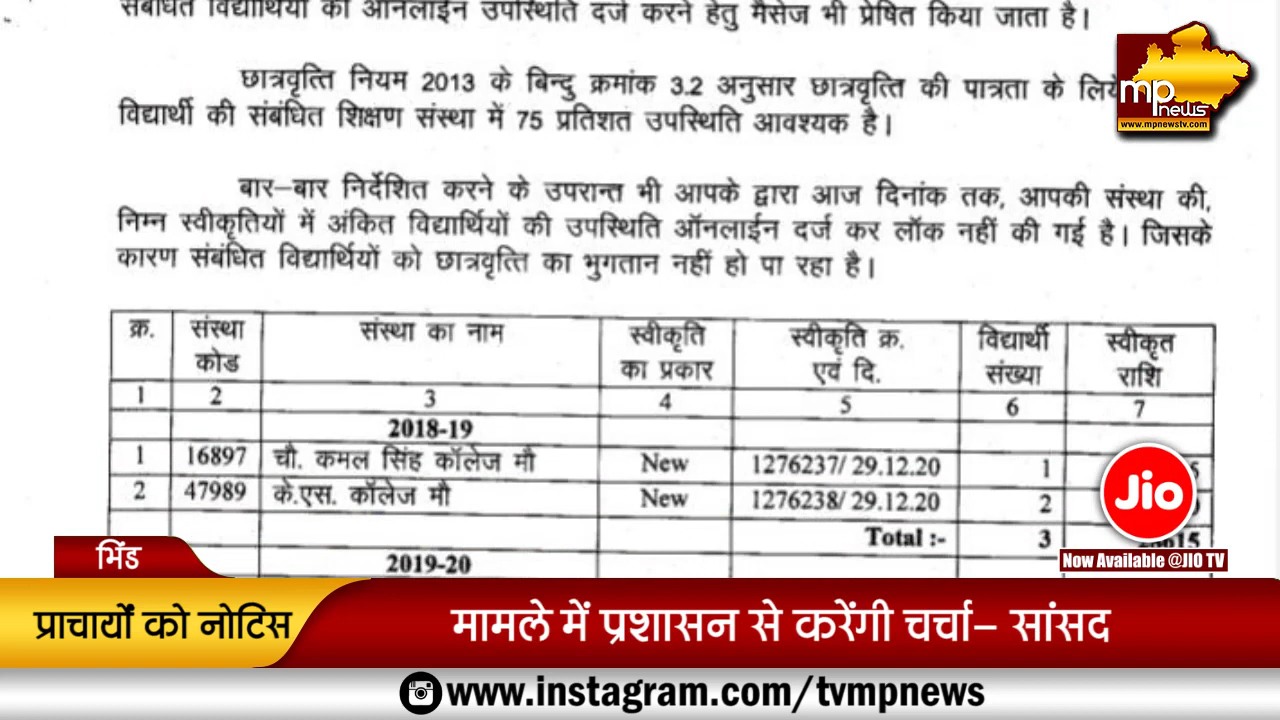 संबंधित विद्यार्थियों की ऑनलाईन उपस्थिति दर्ज करने हेतु मैसेज भी प्रेषित किया जाता है।
छात्रवृत्ति नियम 2013 के बिन्दु क्रमांक 3.2 अनुसार छात्रवृत्ति की पात्रता के लिये
विद्यार्थी की संबंधित शिक्षण संस्था में 75 प्रतिशत उपस्थिति आवश्यक है।
mp news
www.mpnewstv.com
बार–बार निर्देशित करने के उपरान्त भी आपके द्वारा आज दिनांक तक, आपकी संस्था की,
निम्न स्वीकृतियों में अंकित विद्यार्थियों की उपस्थिति ऑनलाईन दर्ज कर लॉक नहीं की गई है। जिसके
कारण संबंधित विद्यार्थियों को छात्रवृत्ति का भुगतान नहीं हो पा रहा है।
क्र. संस्था कोड संस्था का नाम स्वीकृति का प्रकार स्वीकृति क्र. एवं दि. विद्यार्थी संख्या स्वीकृत राशि
1 2 3 4 5 6 7
2018-19
1 16897 चौ. कमल सिंह कॉलेज मौ New 1276237/ 29.12.20 1
2 47989 के.एस. कॉलेज मौ New 1276238/ 29.12.20 2
Total :- 3
2019-20
Jio
Now Available @JIO TV
भिंड
प्राचार्यों को नोटिस
मामले में प्रशासन से करेंगी चर्चा– सांसद
www.instagram.com/tvmpnews